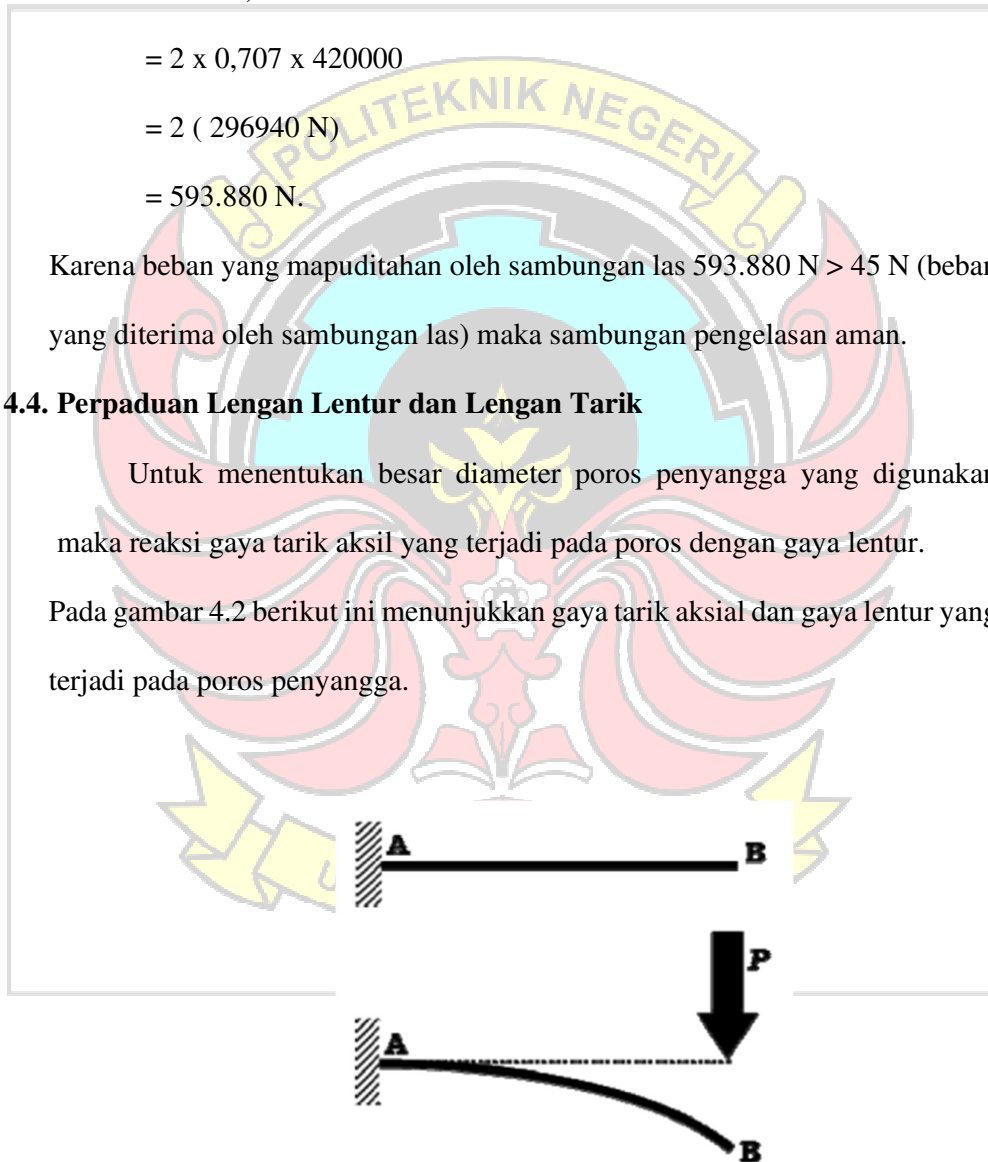 = 2 x 0,707 x 420000
POLITEKNIK NEGERI
= 2 ( 296940 N)
= 593.880 N.
Karena beban yang mapuditahan oleh sambungan las 593.880 N > 45 N (beban
yang diterima oleh sambungan las) maka sambungan pengelasan aman.
4.4. Perpaduan Lengan Lentur dan Lengan Tarik
Untuk menentukan besar diameter poros penyangga yang digunakan
maka reaksi gaya tarik aksil yang terjadi pada poros dengan gaya lentur.
Pada gambar 4.2 berikut ini menunjukkan gaya tarik aksial dan gaya lentur yang
terjadi pada poros penyangga.
A B
P
A
B